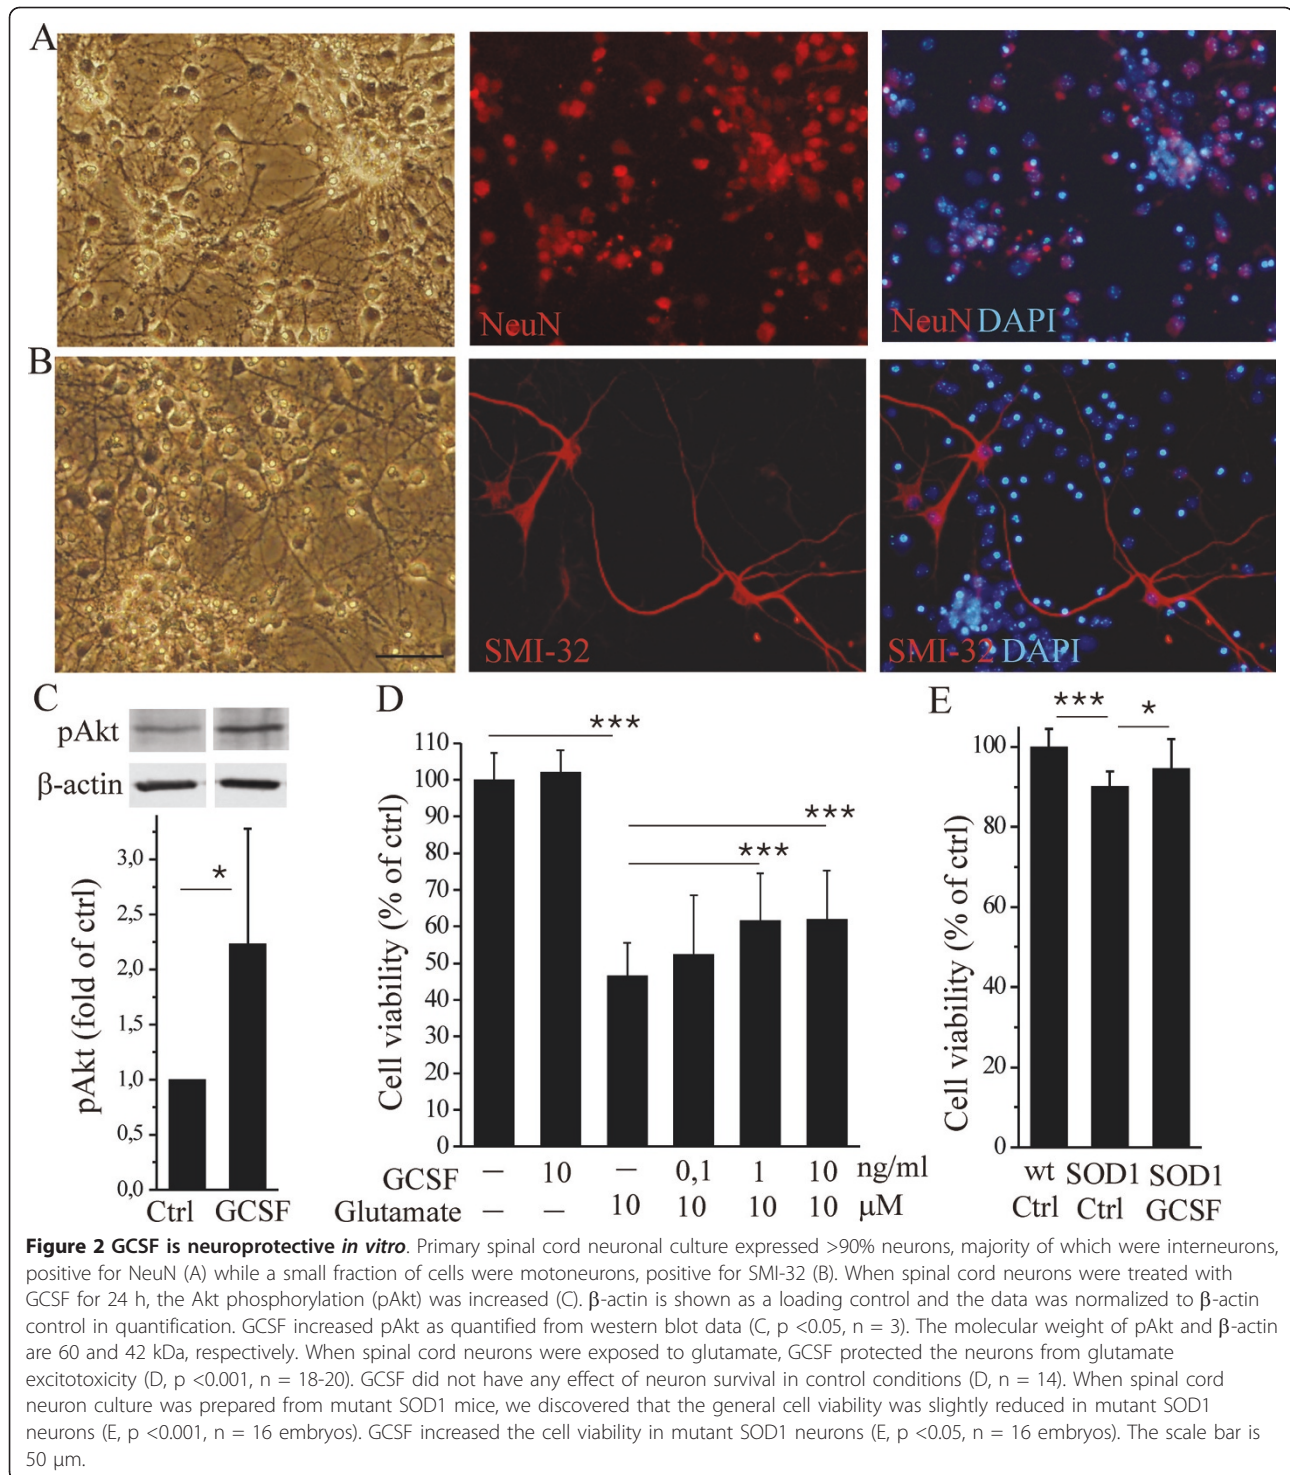 A
NeuN
NeuN DAPI
B
SMI-32
SMI-32 DAPI
C
pAkt
β-actin
pAkt (fold of ctrl)
3,0
2,5
2,0
1,5
1,0
0,5
0,0
*
Ctrl GCSF
D
Cell viability (% of ctrl)
110
100
90
80
70
60
50
40
30
20
10
0
***
***
***
GCSF – 10 – 0,1 1 10 ng/ml
Glutamate – – 10 10 10 10 μM
E
Cell viability (% of ctrl)
100
80
60
40
20
0
*** *
wt SOD1 SOD1
Ctrl Ctrl GCSF
Figure 2 GCSF is neuroprotective in vitro. Primary spinal cord neuronal culture expressed >90% neurons, majority of which were interneurons,
positive for NeuN (A) while a small fraction of cells were motoneurons, positive for SMI-32 (B). When spinal cord neurons were treated with
GCSF for 24 h, the Akt phosphorylation (pAkt) was increased (C). β-actin is shown as a loading control and the data was normalized to β-actin
control in quantification. GCSF increased pAkt as quantified from western blot data (C, p <0.05, n = 3). The molecular weight of pAkt and β-actin
are 60 and 42 kDa, respectively. When spinal cord neurons were exposed to glutamate, GCSF protected the neurons from glutamate
excitotoxicity (D, p <0.001, n = 18-20). GCSF did not have any effect of neuron survival in control conditions (D, n = 14). When spinal cord
neuron culture was prepared from mutant SOD1 mice, we discovered that the general cell viability was slightly reduced in mutant SOD1
neurons (E, p <0.001, n = 16 embryos). GCSF increased the cell viability in mutant SOD1 neurons (E, p <0.05, n = 16 embryos). The scale bar is
50 μm.